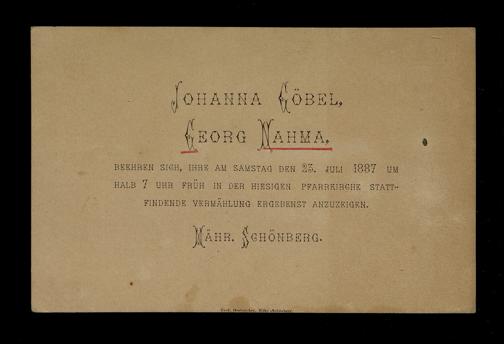 Johanna Göbel,
Georg Nahma,
beehren sich, ihre am Samstag den 23. Juli 1887 um
halb 7 Uhr früh in der hiesigen Pfarrkirche statt-
findende Vermählung ergebenst anzuzeigen.
Mähr. Schönberg.